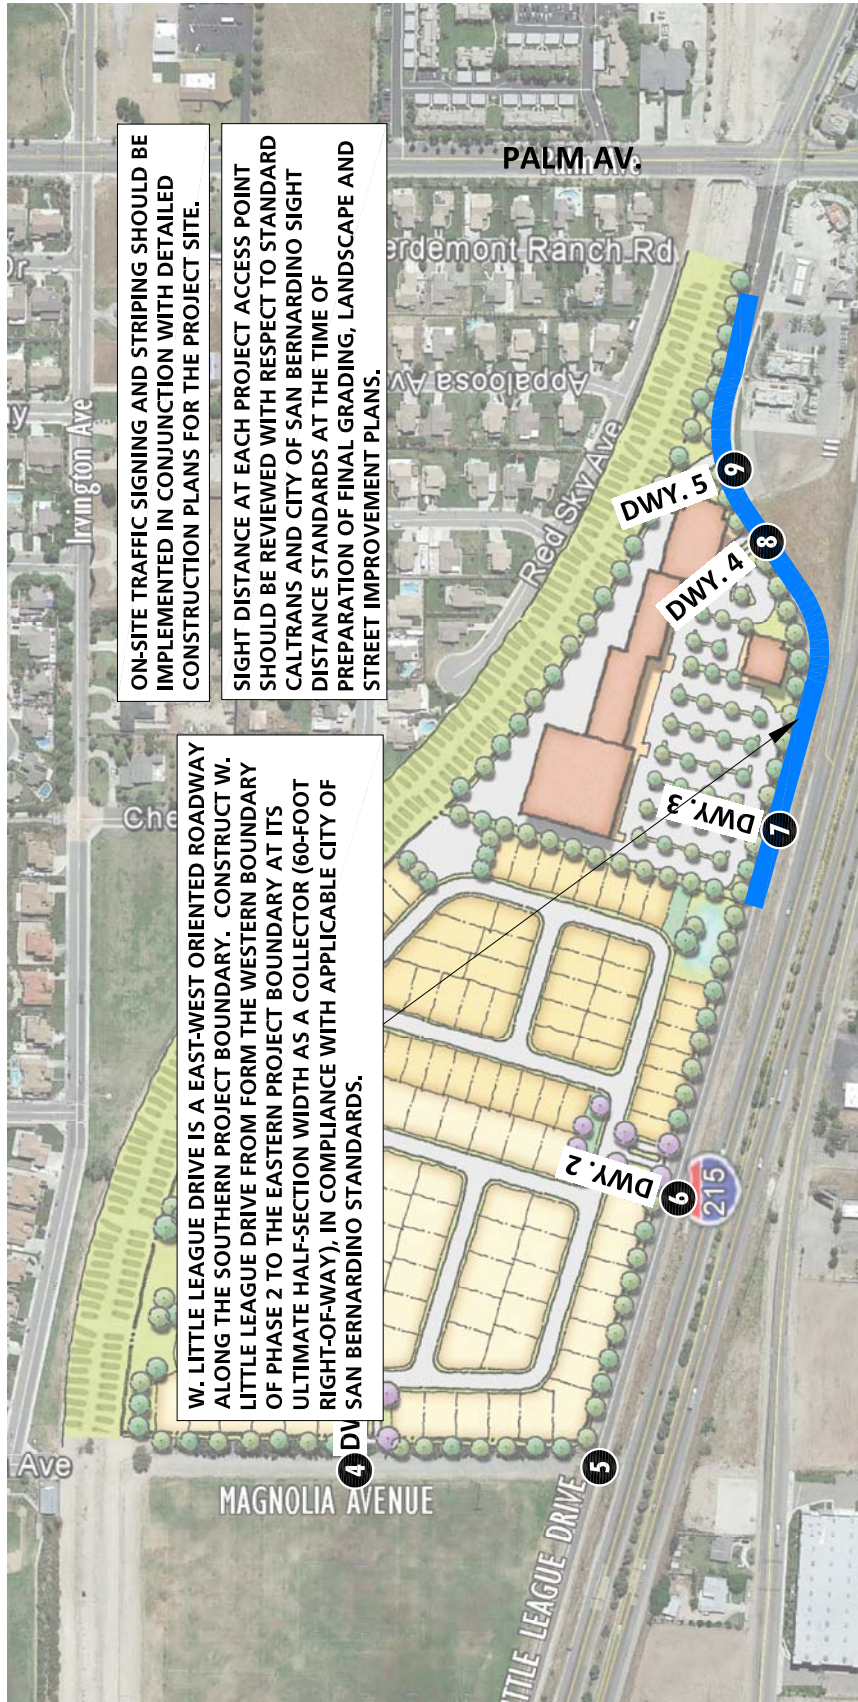 ON-SITE TRAFFIC SIGNING AND STRIPING SHOULD BE
IMPLEMENTED IN CONJUNCTION WITH DETAILED
CONSTRUCTION PLANS FOR THE PROJECT SITE.
SIGHT DISTANCE AT EACH PROJECT ACCESS POINT
SHOULD BE REVIEWED WITH RESPECT TO STANDARD
CALTRANS AND CITY OF SAN BERNARDINO SIGHT
DISTANCE STANDARDS AT THE TIME OF
PREPARATION OF FINAL GRADING, LANDSCAPE AND
STREET IMPROVEMENT PLANS.
W. LITTLE LEAGUE DRIVE IS A EAST-WEST ORIENTED ROADWAY
ALONG THE SOUTHERN PROJECT BOUNDARY. CONSTRUCT W.
LITTLE LEAGUE DRIVE FROM FORM THE WESTERN BOUNDARY
OF PHASE 2 TO THE EASTERN PROJECT BOUNDARY AT ITS
ULTIMATE HALF-SECTION WIDTH AS A COLLECTOR (60-FOOT
RIGHT-OF-WAY), IN COMPLIANCE WITH APPLICABLE CITY OF
SAN BERNARDINO STANDARDS.
PALM AV.
erdemont Ranch Rd
Appaloosa Av
Red Sky Ave
Irvington Ave
Che
Ave
Dr
y
DWY. 5
9
DWY. 4
8
DWY. 3
7
DWY. 2
6
215
DW
4
5
MAGNOLIA AVENUE
TTLE LEAGUE DRIVE